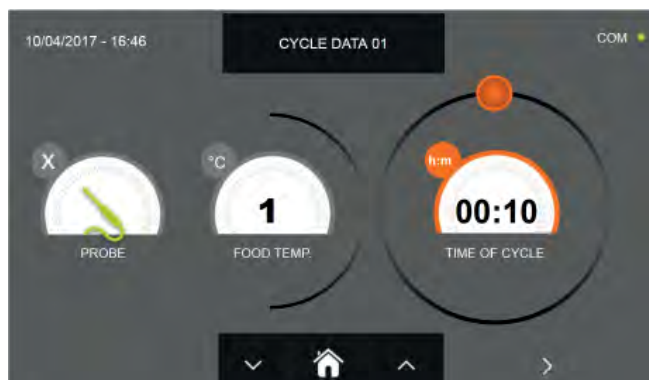 10/04/2017 - 16:46
CYCLE DATA 01
COM
X
°C
h:m
1
00:10
PROBE
FOOD TEMP.
TIME OF CYCLE